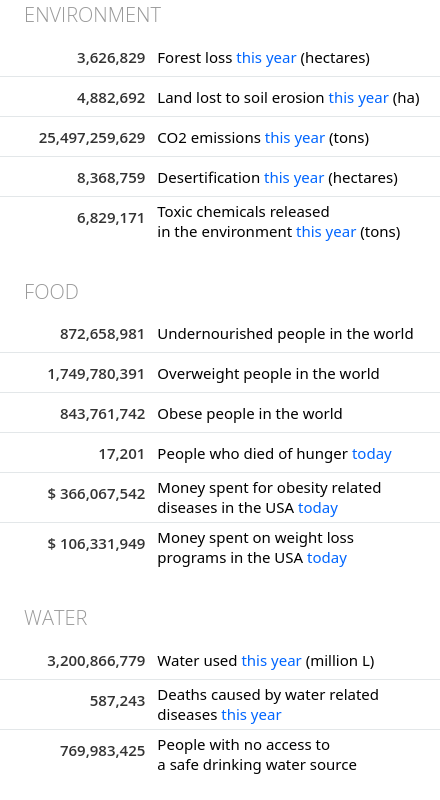 ENVIRONMENT
3,626,829 Forest loss this year (hectares)
4,882,692 Land lost to soil erosion this year (ha)
25,497,259,629 CO2 emissions this year (tons)
8,368,759 Desertification this year (hectares)
6,829,171 Toxic chemicals released
in the environment this year (tons)
FOOD
872,658,981 Undernourished people in the world
1,749,780,391 Overweight people in the world
843,761,742 Obese people in the world
17,201 People who died of hunger today
$ 366,067,542 Money spent for obesity related
diseases in the USA today
$ 106,331,949 Money spent on weight loss
programs in the USA today
WATER
3,200,866,779 Water used this year (million L)
587,243 Deaths caused by water related
diseases this year
769,983,425 People with no access to
a safe drinking water source